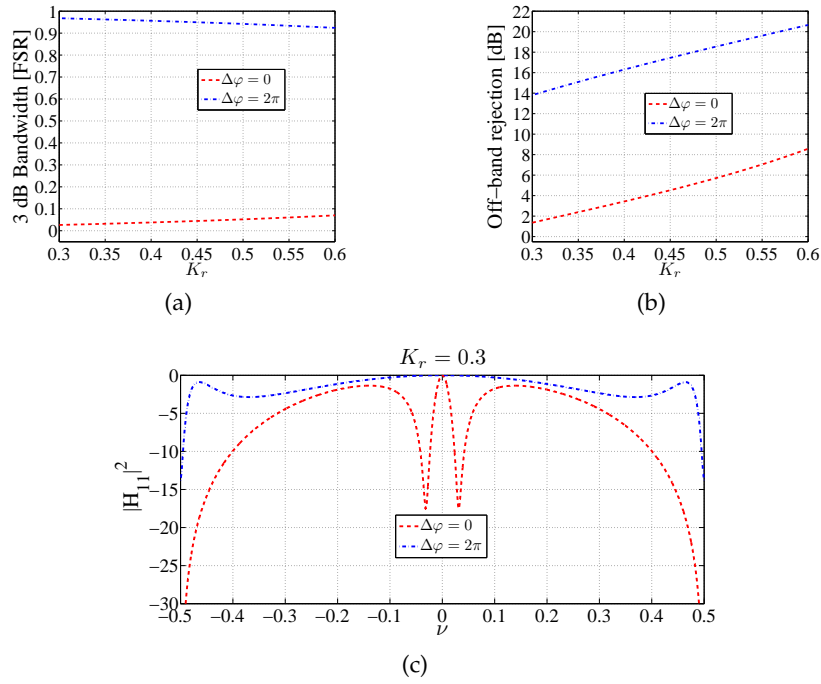 3 dB Bandwidth [FSR]
1
0.9
0.8
0.7
0.6
0.5
0.4
0.3
0.2
0.1
0
Δφ = 0
Δφ = 2π
0.3 0.35 0.4 0.45 0.5 0.55 0.6
K_r
(a)
Off−band rejection [dB]
22
20
18
16
14
12
10
8
6
4
2
0
Δφ = 0
Δφ = 2π
0.3 0.35 0.4 0.45 0.5 0.55 0.6
K_r
(b)
K_r = 0.3
|H_11|^2
0
−5
−10
−15
−20
−25
−30
Δφ = 0
Δφ = 2π
−0.5 −0.4 −0.3 −0.2 −0.1 0 0.1 0.2 0.3 0.4 0.5
ν
(c)